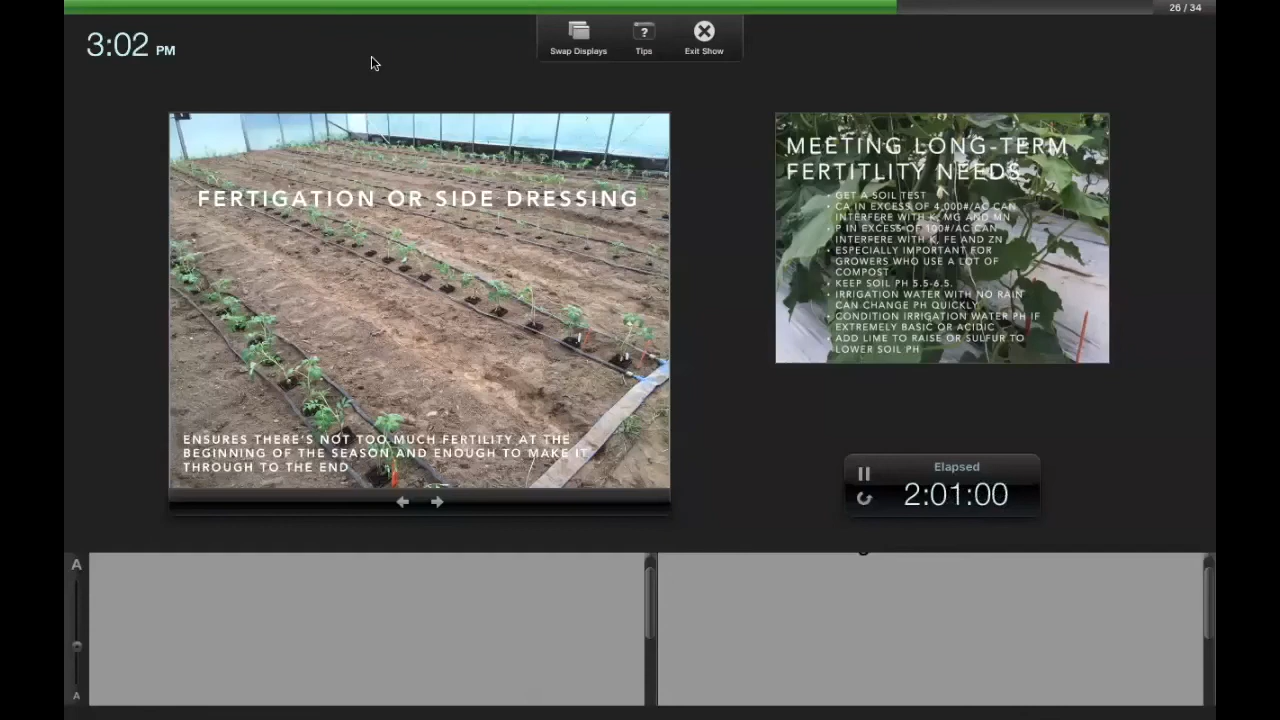 26 / 34
3:02 PM
Swap Displays
Tips
Exit Show
FERTIGATION OR SIDE DRESSING
ENSURES THERE'S NOT TOO MUCH FERTILITY AT THE
BEGINNING OF THE SEASON AND ENOUGH TO MAKE IT
THROUGH TO THE END
MEETING LONG-TERM
FERTITLITY NEEDS
• GET A SOIL TEST
• CA IN EXCESS OF 4,000#/AC CAN
INTERFERE WITH K, MG AND MN
• P IN EXCESS OF 100#/AC CAN
INTERFERE WITH K, FE AND ZN
• ESPECIALLY IMPORTANT FOR
GROWERS WHO USE A LOT OF
COMPOST
• KEEP SOIL PH 5.5-6.5.
• IRRIGATION WATER WITH NO RAIN
CAN CHANGE PH QUICKLY
• CONDITION IRRIGATION WATER PH IF
EXTREMELY BASIC OR ACIDIC
• ADD LIME TO RAISE OR SULFUR TO
LOWER SOIL PH
Elapsed
2:01:00
A
A